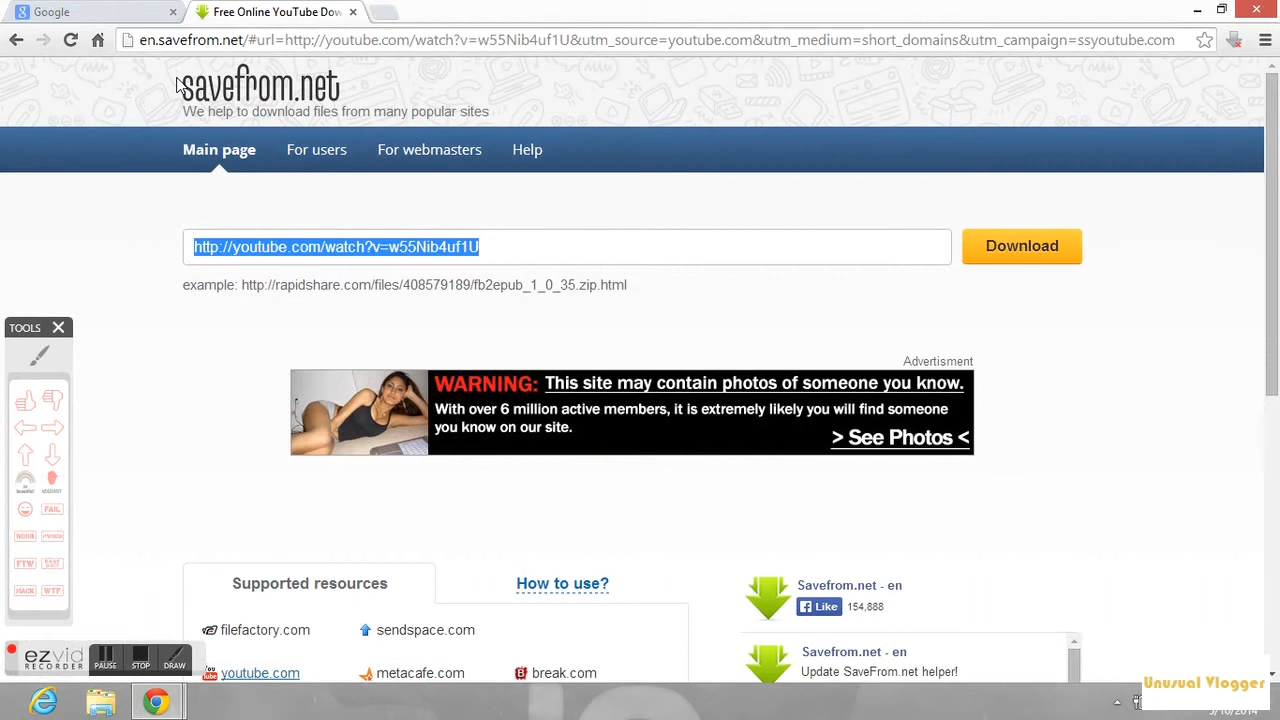 Google
Free Online YouTube Dow
en.savefrom.net/#url=http://youtube.com/watch?v=w55Nib4uf1U&utm_source=youtube.com&utm_medium=short_domains&utm_campaign=ssyoutube.com
savefrom.net
We help to download files from many popular sites
Main page For users For webmasters Help
http://youtube.com/watch?v=w55Nib4uf1U Download
example: http://rapidshare.com/files/408579189/fb2epub_1_0_35.zip.html
TOOLS
Advertisment
WARNING: This site may contain photos of someone you know.
With over 6 million active members, it is extremely likely you will find someone
you know on our site.
> See Photos <
FAIL
FTW
HACK WTF
Supported resources How to use?
Savefrom.net - en
Like 154,888
filefactory.com sendspace.com
Savefrom.net - en
Update SaveFrom.net helper!
youtube.com metacafe.com break.com
ezvid
RECORDER
PAUSE STOP DRAW
Unusual Vlogger